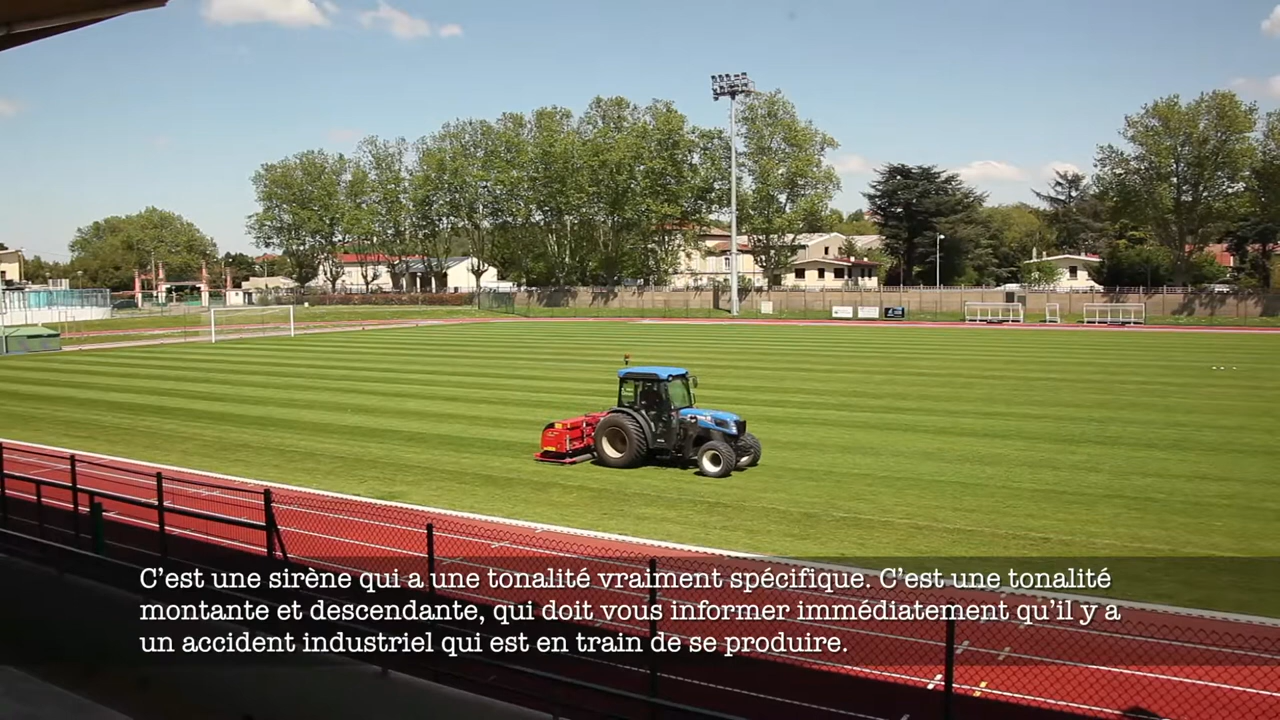 C'est une sirène qui a une tonalité vraiment spécifique. C'est une tonalité
montante et descendante, qui doit vous informer immédiatement qu'il y a
un accident industriel qui est en train de se produire.